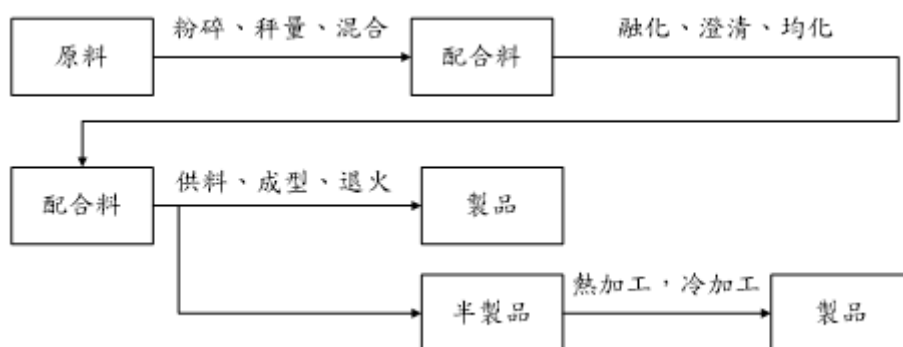 粉碎、秤量、混合
融化、澄清、均化
原料
配合料
供料、成型、退火
配合料
製品
熱加工，冷加工
半製品
製品